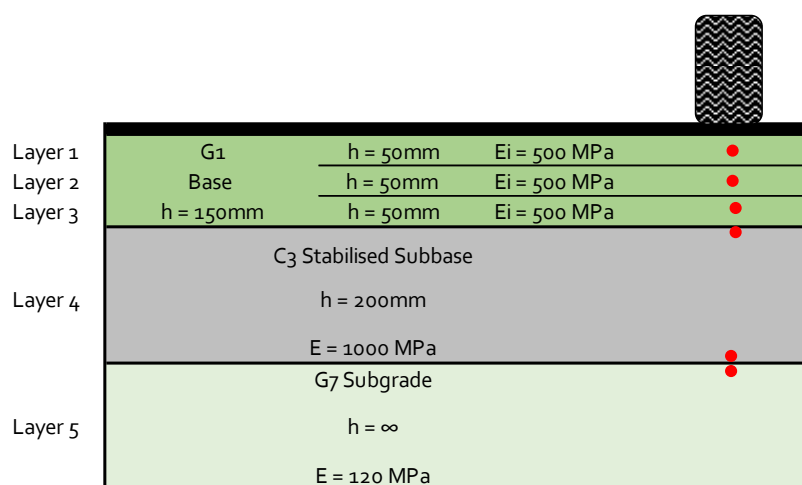 Layer 1 G1 h = 50mm Ei = 500 MPa
Layer 2 Base h = 50mm Ei = 500 MPa
Layer 3 h = 150mm h = 50mm Ei = 500 MPa
C3 Stabilised Subbase
Layer 4 h = 200mm
E = 1000 MPa
G7 Subgrade
Layer 5 h = ∞
E = 120 MPa